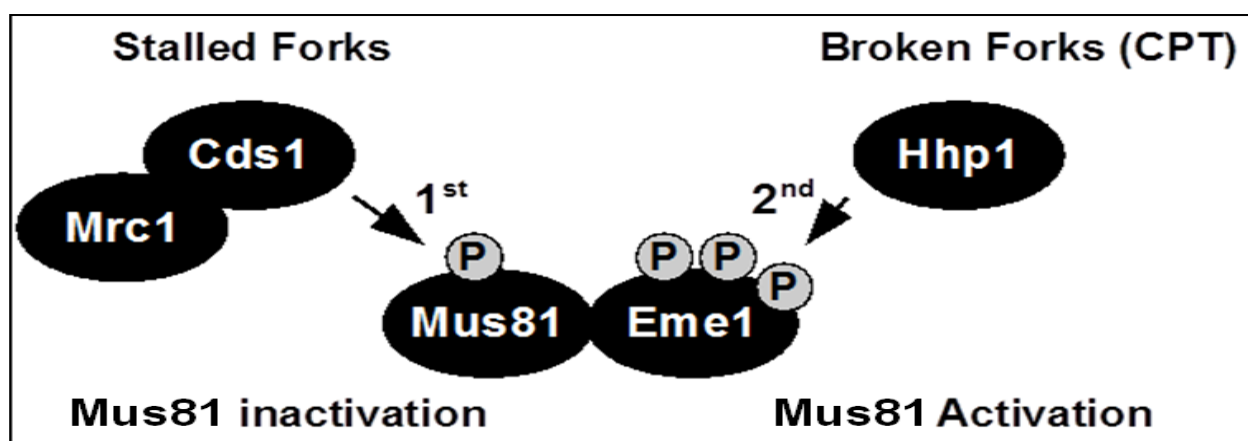 Stalled Forks
Broken Forks (CPT)
Cds1
Hhp1
Mrc1
1st
2nd
P
P
P
P
Mus81
Eme1
Mus81 inactivation
Mus81 Activation